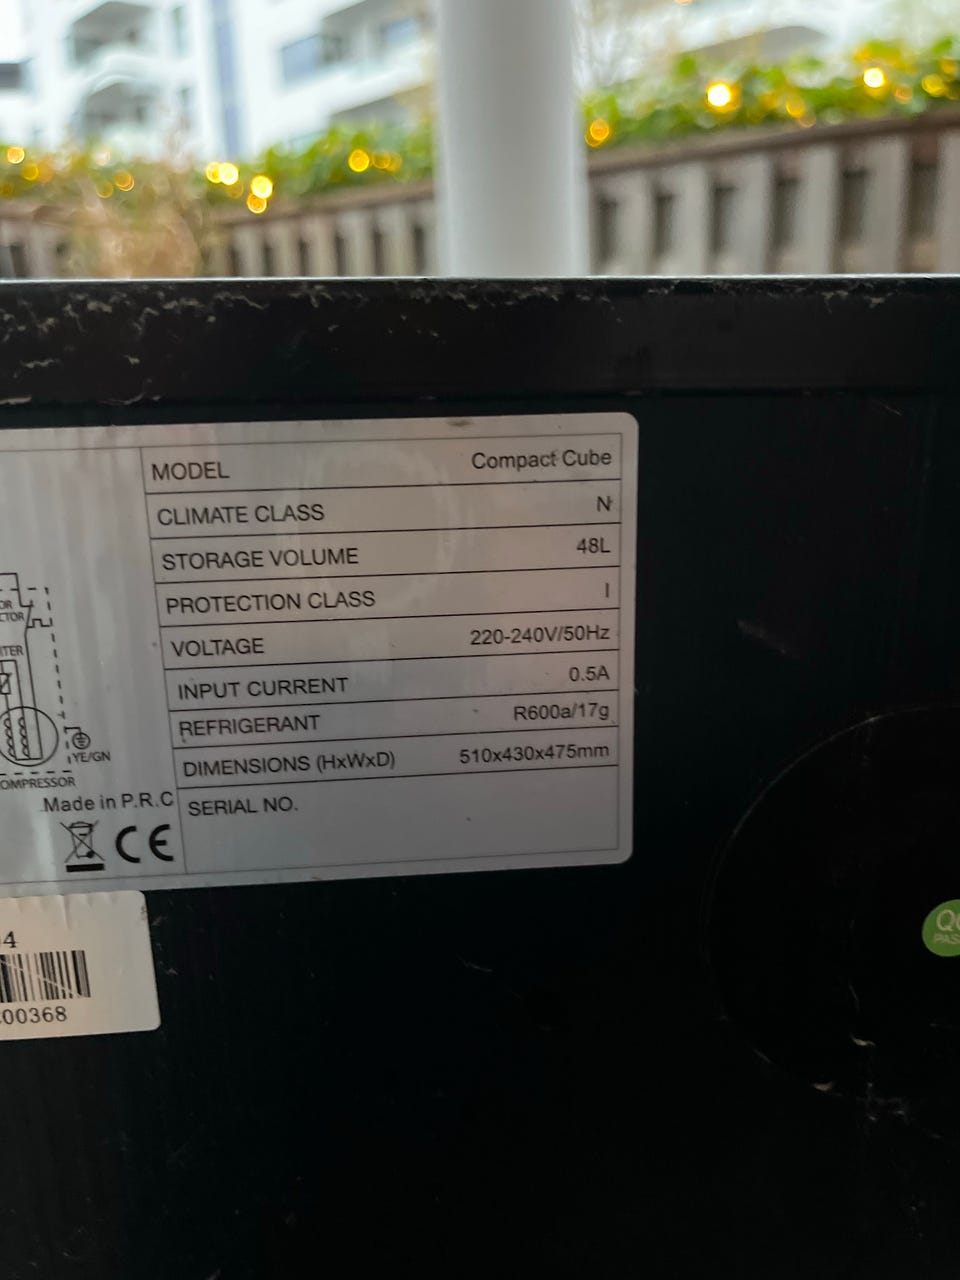 MODEL Compact Cube
CLIMATE CLASS N
STORAGE VOLUME 48L
PROTECTION CLASS I
VOLTAGE 220-240V/50Hz
INPUT CURRENT 0.5A
REFRIGERANT R600a/17g
DIMENSIONS (HxWxD) 510x430x475mm
SERIAL NO.
YE/GN
Made in P.R.C
CE
4
00368